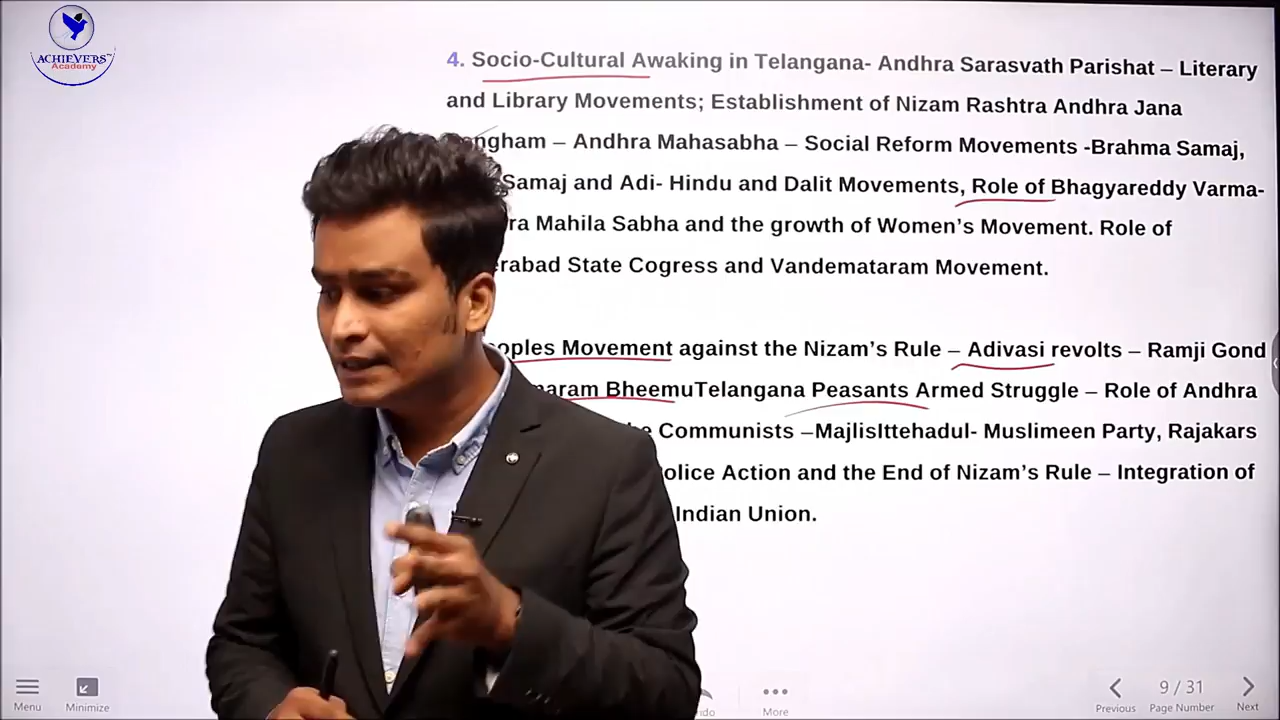 ACHIEVERS
Academy
4. Socio-Cultural Awaking in Telangana- Andhra Sarasvath Parishat – Literary
and Library Movements; Establishment of Nizam Rashtra Andhra Jana
ngham – Andhra Mahasabha – Social Reform Movements -Brahma Samaj,
Samaj and Adi- Hindu and Dalit Movements, Role of Bhagyareddy Varma-
ra Mahila Sabha and the growth of Women's Movement. Role of
erabad State Cogress and Vandemataram Movement.
oples Movement against the Nizam's Rule – Adivasi revolts – Ramji Gond
maram BheemuTelangana Peasants Armed Struggle – Role of Andhra
e Communists –MajlisIttehadul- Muslimeen Party, Rajakars
olice Action and the End of Nizam's Rule – Integration of
Indian Union.
Menu
Minimize
do
More
Previous
9 / 31
Page Number
Next